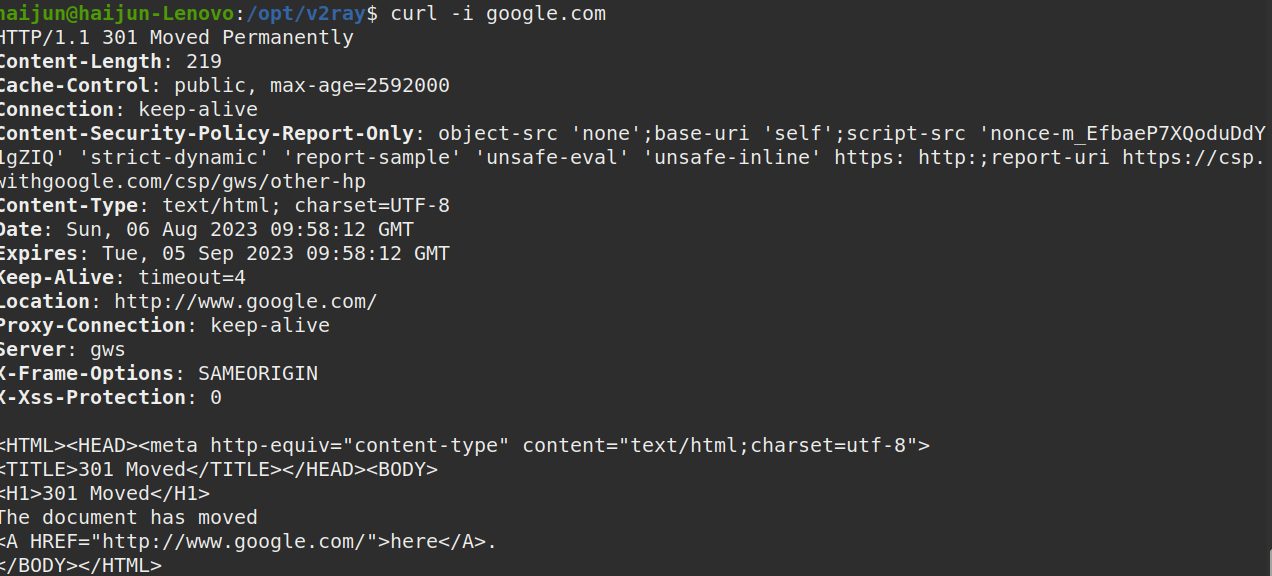 haijun@haijun-Lenovo:/opt/v2ray$ curl -i google.com
HTTP/1.1 301 Moved Permanently
Content-Length: 219
Cache-Control: public, max-age=2592000
Connection: keep-alive
Content-Security-Policy-Report-Only: object-src 'none';base-uri 'self';script-src 'nonce-m_EfbaeP7XQoduDdY
1gZIQ' 'strict-dynamic' 'report-sample' 'unsafe-eval' 'unsafe-inline' https: http:;report-uri https://csp.
withgoogle.com/csp/gws/other-hp
Content-Type: text/html; charset=UTF-8
Date: Sun, 06 Aug 2023 09:58:12 GMT
Expires: Tue, 05 Sep 2023 09:58:12 GMT
Keep-Alive: timeout=4
Location: http://www.google.com/
Proxy-Connection: keep-alive
Server: gws
X-Frame-Options: SAMEORIGIN
X-Xss-Protection: 0

<HTML><HEAD><meta http-equiv="content-type" content="text/html;charset=utf-8">
<TITLE>301 Moved</TITLE></HEAD><BODY>
<H1>301 Moved</H1>
The document has moved
<A HREF="http://www.google.com/">here</A>.
</BODY></HTML>